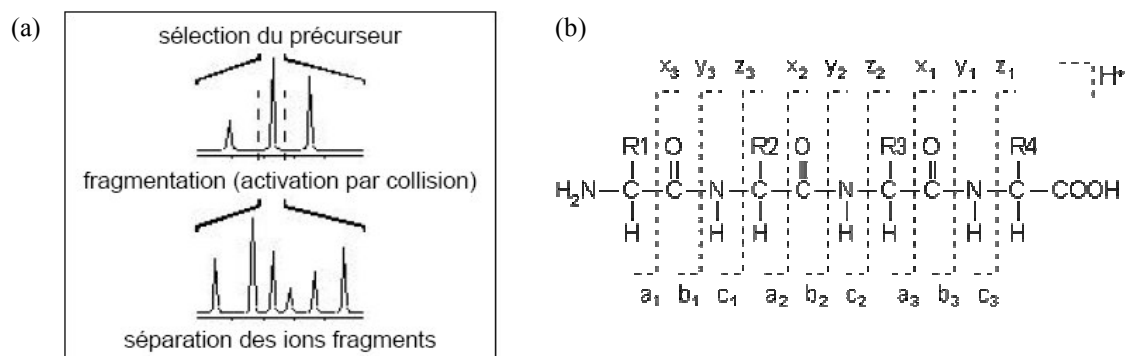 (a)
sélection du précurseur
fragmentation (activation par collision)
séparation des ions fragments
(b)
x₃ y₃ z₃ x₂ y₂ z₂ x₁ y₁ z₁ H⁺
R1 O R2 O R3 O R4
H₂N C C N C C N C C N C COOH
H H H H H H H
a₁ b₁ c₁ a₂ b₂ c₂ a₃ b₃ c₃